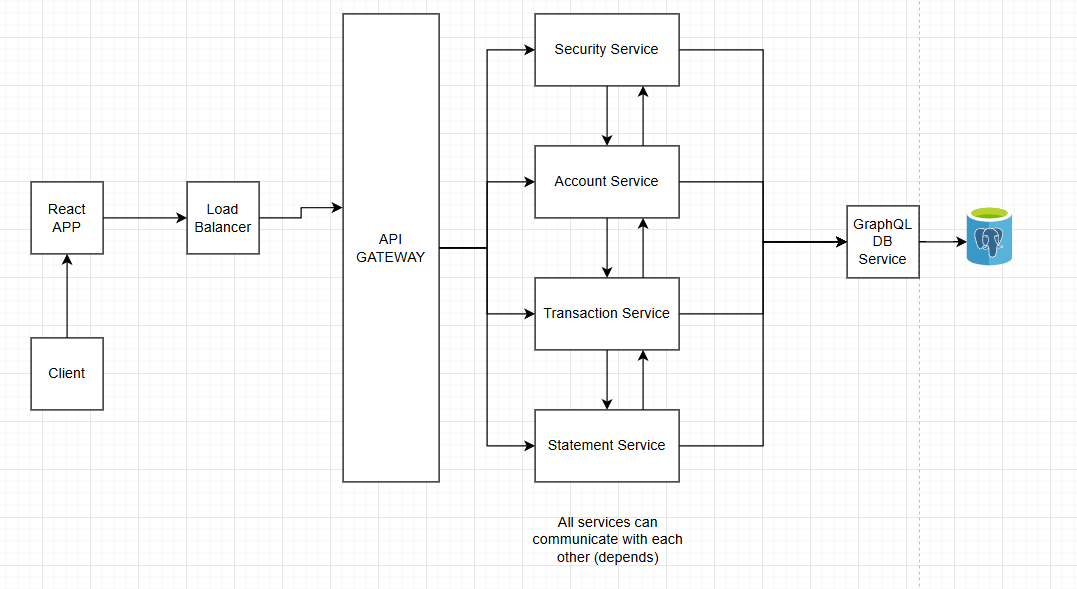 Security Service
Account Service
React
APP
Load
Balancer
API
GATEWAY
GraphQL
DB
Service
Transaction Service
Client
Statement Service
All services can
communicate with each
other (depends)